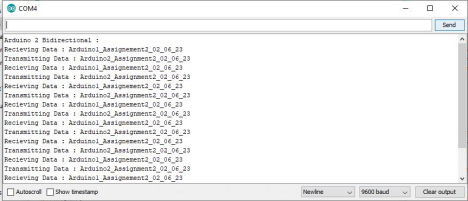 COM4
Send
Arduino 2 Bidirectional :
Recieving Data : Arduino1_Assignement2_02_06_23
Transmitting Data : Arduino2_Assignement2_02_06_23
Recieving Data : Arduino1_Assignement2_02_06_23
Transmitting Data : Arduino2_Assignement2_02_06_23
Recieving Data : Arduino1_Assignement2_02_06_23
Transmitting Data : Arduino2_Assignement2_02_06_23
Recieving Data : Arduino1_Assignement2_02_06_23
Transmitting Data : Arduino2_Assignement2_02_06_23
Recieving Data : Arduino1_Assignement2_02_06_23
Transmitting Data : Arduino2_Assignement2_02_06_23
Recieving Data : Arduino1_Assignement2_02_06_23
Transmitting Data : Arduino2_Assignement2_02_06_23
Recieving Data : Arduino1_Assignement2_02_06_23
Transmitting Data : Arduino2_Assignement2_02_06_23
Recieving Data : Arduino1_Assignement2_02_06_23
Autoscroll Show timestamp Newline 9600 baud Clear output